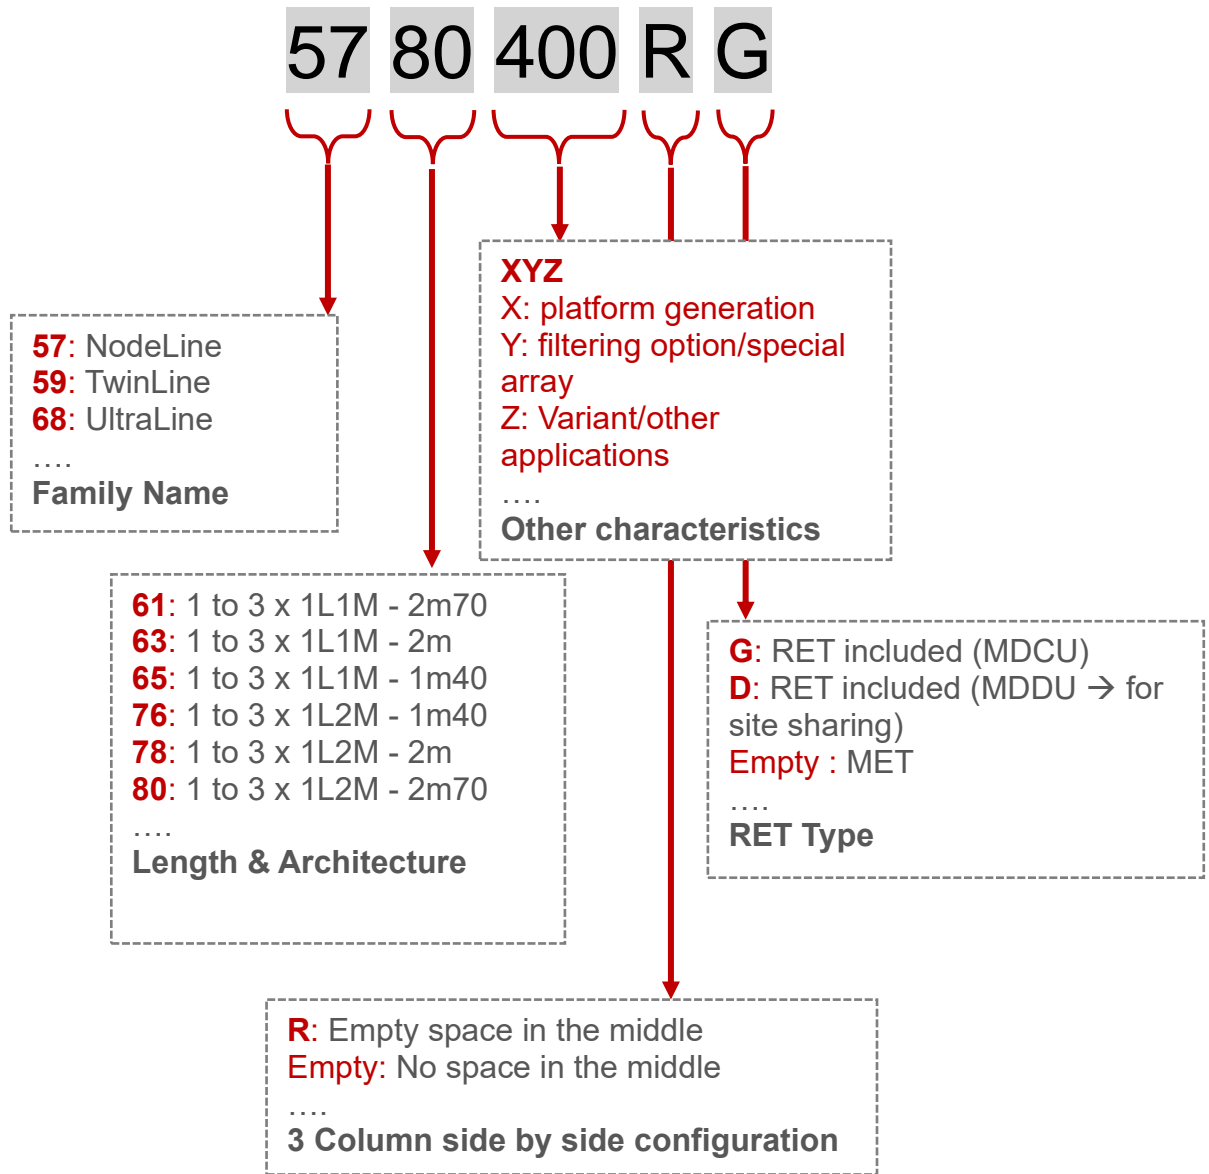 57 80 400 R G
XYZ
X: platform generation
Y: filtering option/special
array
Z: Variant/other
applications
....
Other characteristics
57: NodeLine
59: TwinLine
68: UltraLine
....
Family Name
61: 1 to 3 x 1L1M - 2m70
63: 1 to 3 x 1L1M - 2m
65: 1 to 3 x 1L1M - 1m40
76: 1 to 3 x 1L2M - 1m40
78: 1 to 3 x 1L2M - 2m
80: 1 to 3 x 1L2M - 2m70
....
Length & Architecture
G: RET included (MDCU)
D: RET included (MDDU → for
site sharing)
Empty : MET
....
RET Type
R: Empty space in the middle
Empty: No space in the middle
....
3 Column side by side configuration